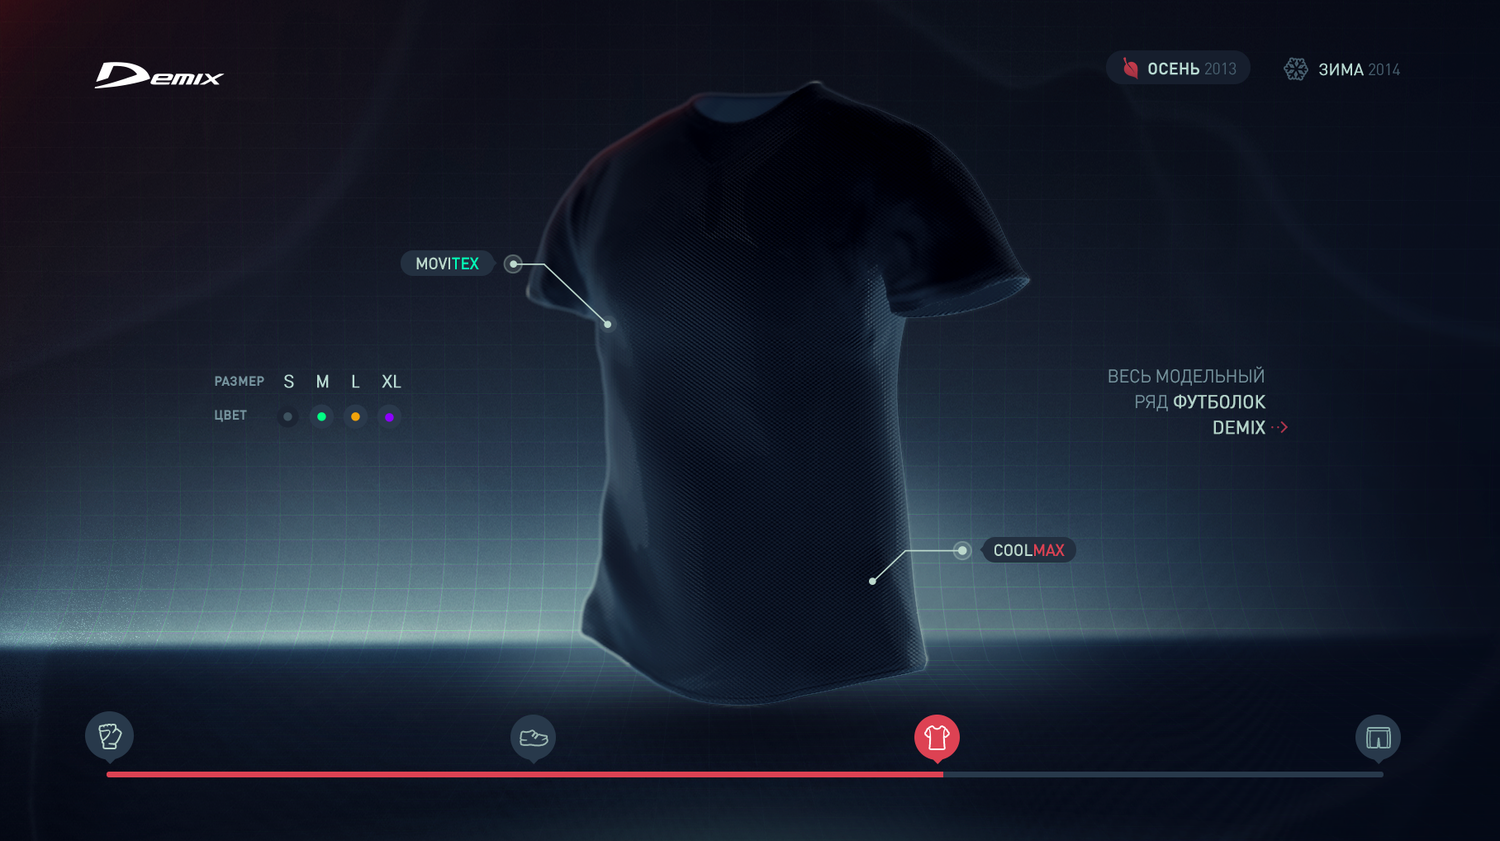 DEMIX
ОСЕНЬ 2013
ЗИМА 2014
MOVITEX
РАЗМЕР S M L XL
ЦВЕТ
ВЕСЬ МОДЕЛЬНЫЙ
РЯД ФУТБОЛОК
DEMIX
COOLMAX